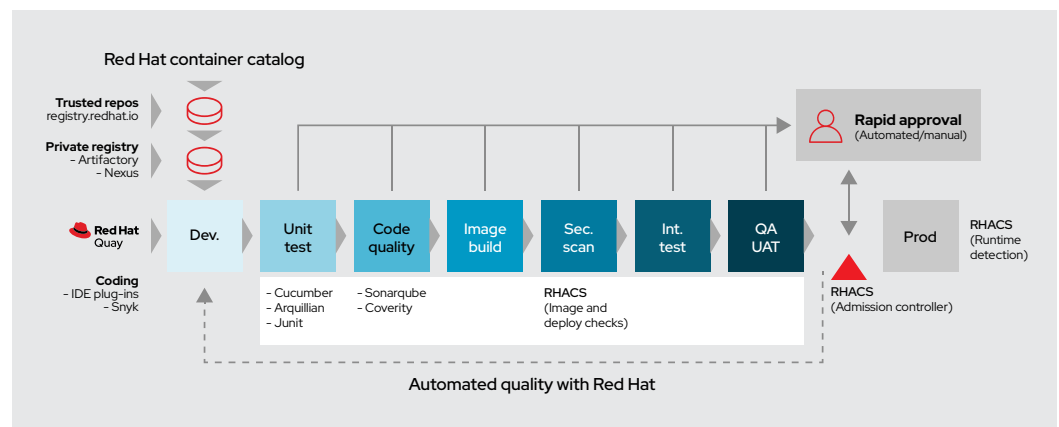 Red Hat container catalog
Trusted repos
registry.redhat.io
Private registry
- Artifactory
- Nexus
Rapid approval
(Automated/manual)
Red Hat
Quay
Dev.
Unit
test
Code
quality
Image
build
Sec.
scan
Int.
test
QA
UAT
Prod
RHACS
(Runtime
detection)
Coding
- IDE plug-ins
- Snyk
- Cucumber
- Arquillian
- Junit
- Sonarqube
- Coverity
RHACS
(Image and
deploy checks)
RHACS
(Admission controller)
Automated quality with Red Hat